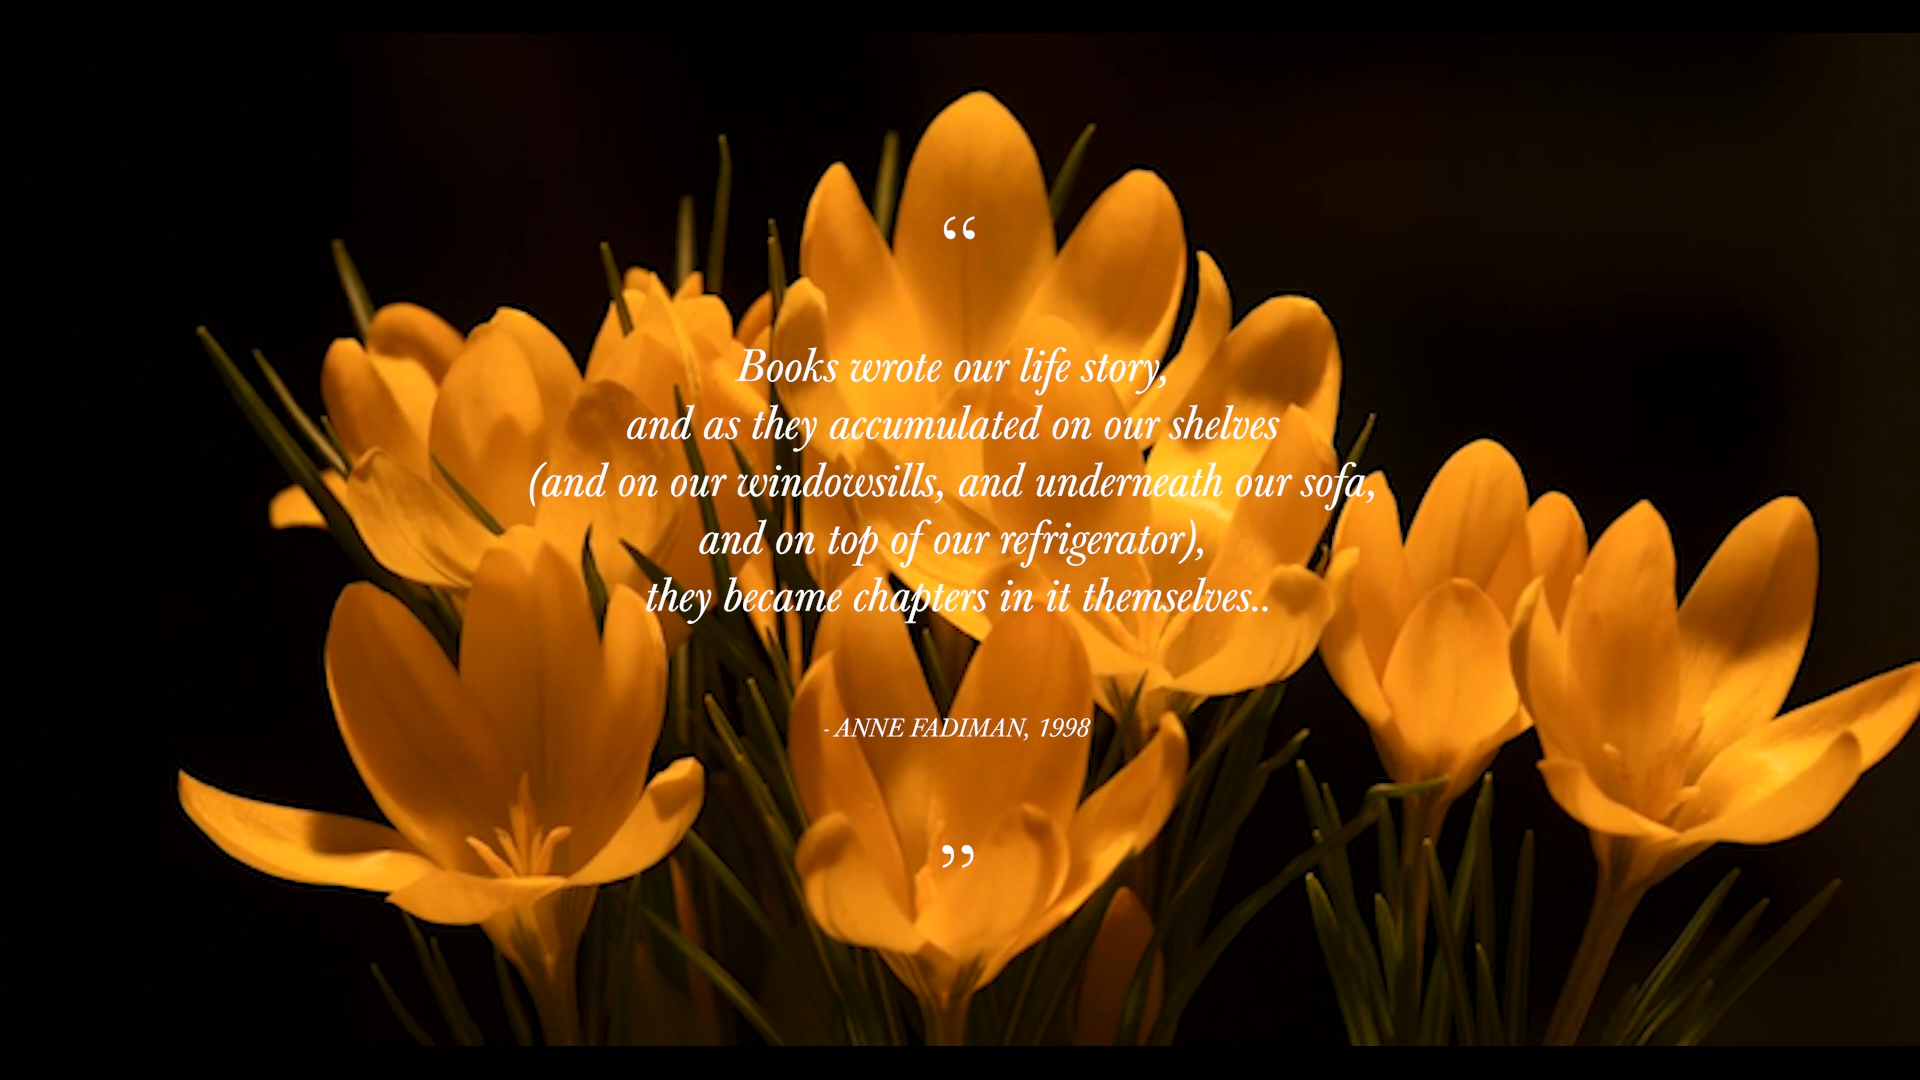 “
Books wrote our life story,
and as they accumulated on our shelves
(and on our windowsills, and underneath our sofa,
and on top of our refrigerator),
they became chapters in it themselves..
- ANNE FADIMAN, 1998
”